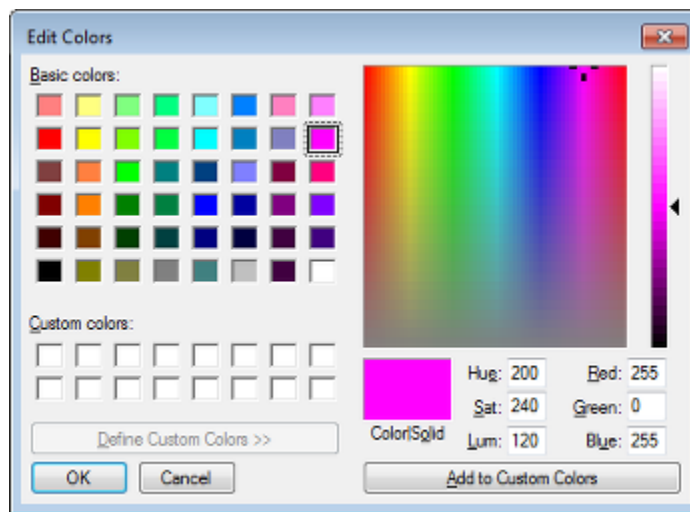 Edit Colors
Basic colors:
Custom colors:
Define Custom Colors >>
OK Cancel
Color|Solid
Hue: 200 Red: 255
Sat: 240 Green: 0
Lum: 120 Blue: 255
Add to Custom Colors